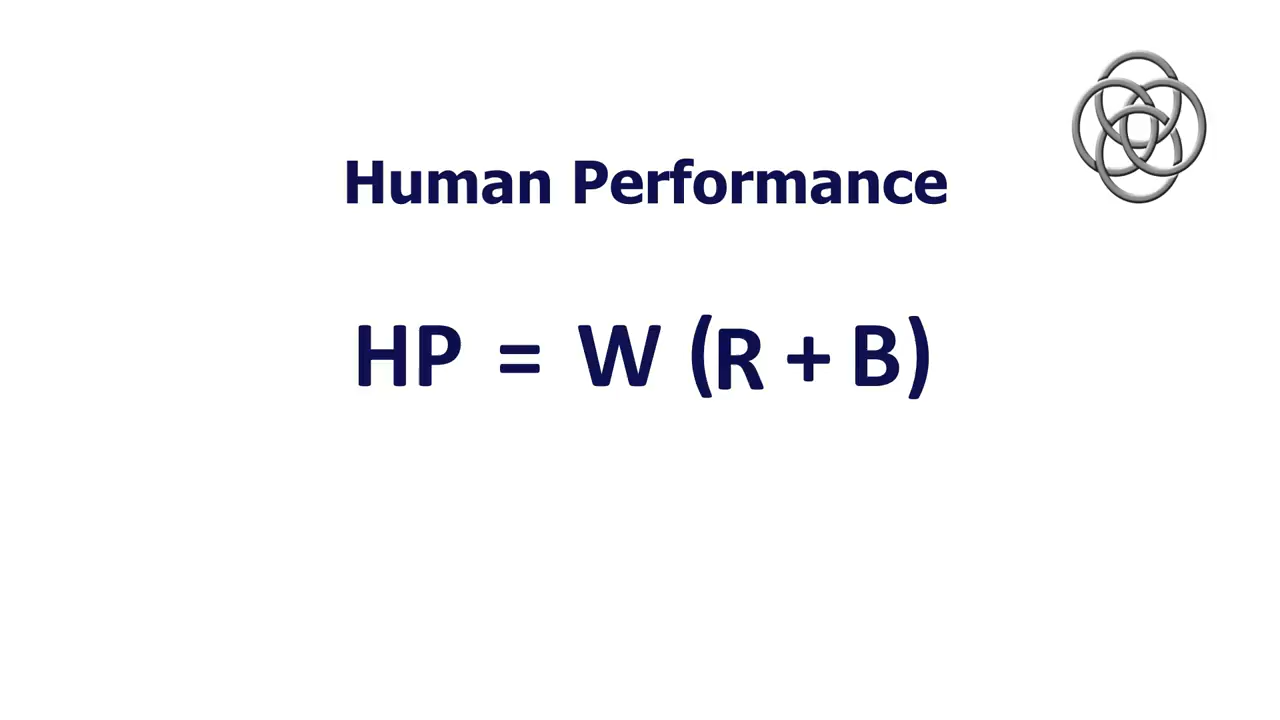 Human Performance
HP = W (R + B)